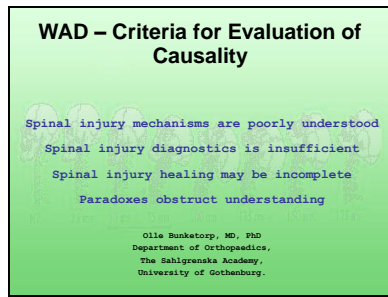 WAD – Criteria for Evaluation of
Causality
Spinal injury mechanisms are poorly understood
Spinal injury diagnostics is insufficient
Spinal injury healing may be incomplete
Paradoxes obstruct understanding
Olle Bunketorp, MD, PhD
Department of Orthopaedics,
The Sahlgrenska Academy,
University of Gothenburg.